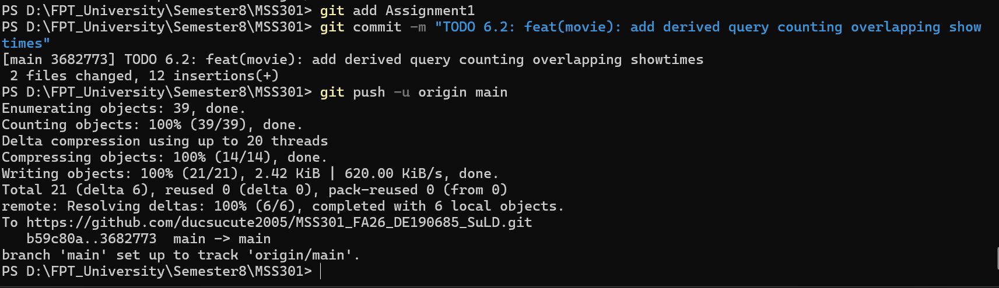 PS D:\FPT_University\Semester8\MSS301> git add Assignment1
PS D:\FPT_University\Semester8\MSS301> git commit -m "TODO 6.2: feat(movie): add derived query counting overlapping show
times"
[main 3682773] TODO 6.2: feat(movie): add derived query counting overlapping showtimes
 2 files changed, 12 insertions(+)
PS D:\FPT_University\Semester8\MSS301> git push -u origin main
Enumerating objects: 39, done.
Counting objects: 100% (39/39), done.
Delta compression using up to 20 threads
Compressing objects: 100% (14/14), done.
Writing objects: 100% (21/21), 2.42 KiB | 620.00 KiB/s, done.
Total 21 (delta 6), reused 0 (delta 0), pack-reused 0 (from 0)
remote: Resolving deltas: 100% (6/6), completed with 6 local objects.
To https://github.com/ducsucute2005/MSS301_FA26_DE190685_SuLD.git
   b59c80a..3682773  main -> main
branch 'main' set up to track 'origin/main'.
PS D:\FPT_University\Semester8\MSS301>